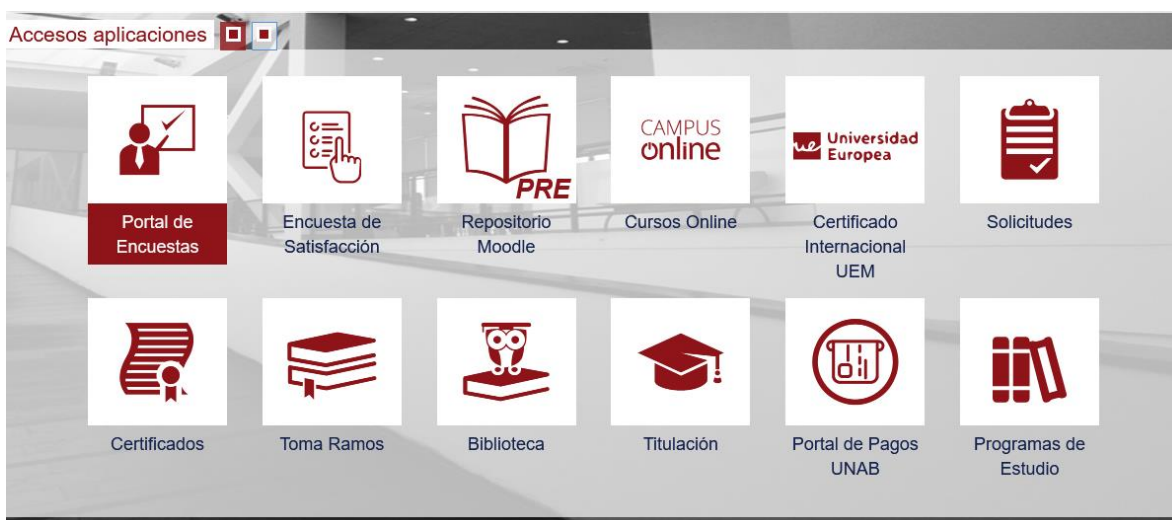 Accesos aplicaciones
PRE
CAMPUS
online
ue Universidad
Europea
Portal de
Encuestas
Encuesta de
Satisfacción
Repositorio
Moodle
Cursos Online
Certificado
Internacional
UEM
Solicitudes
Certificados
Toma Ramos
Biblioteca
Titulación
Portal de Pagos
UNAB
Programas de
Estudio